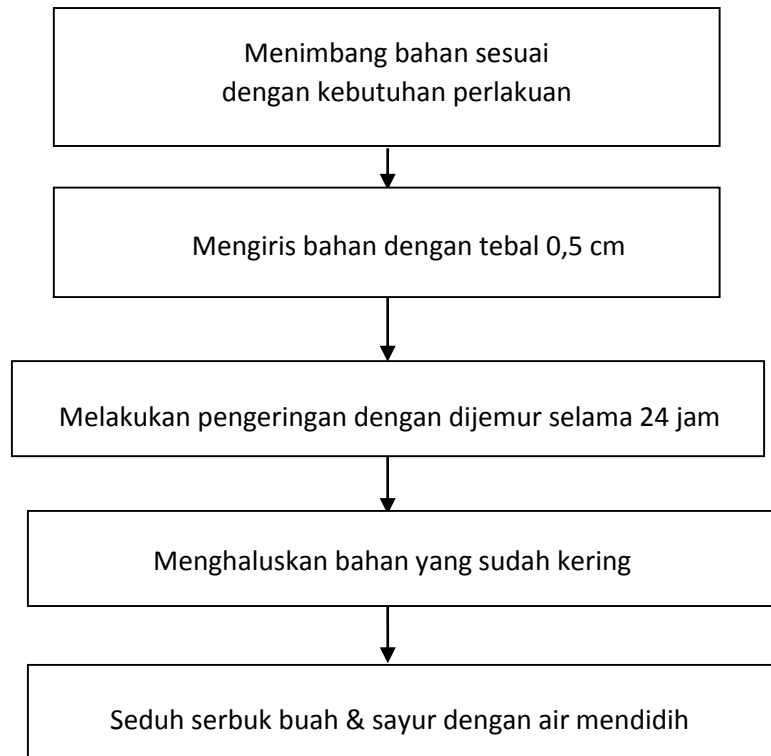 Menimbang bahan sesuai
dengan kebutuhan perlakuan
Mengiris bahan dengan tebal 0,5 cm
Melakukan pengeringan dengan dijemur selama 24 jam
Menghaluskan bahan yang sudah kering
Seduh serbuk buah & sayur dengan air mendidih